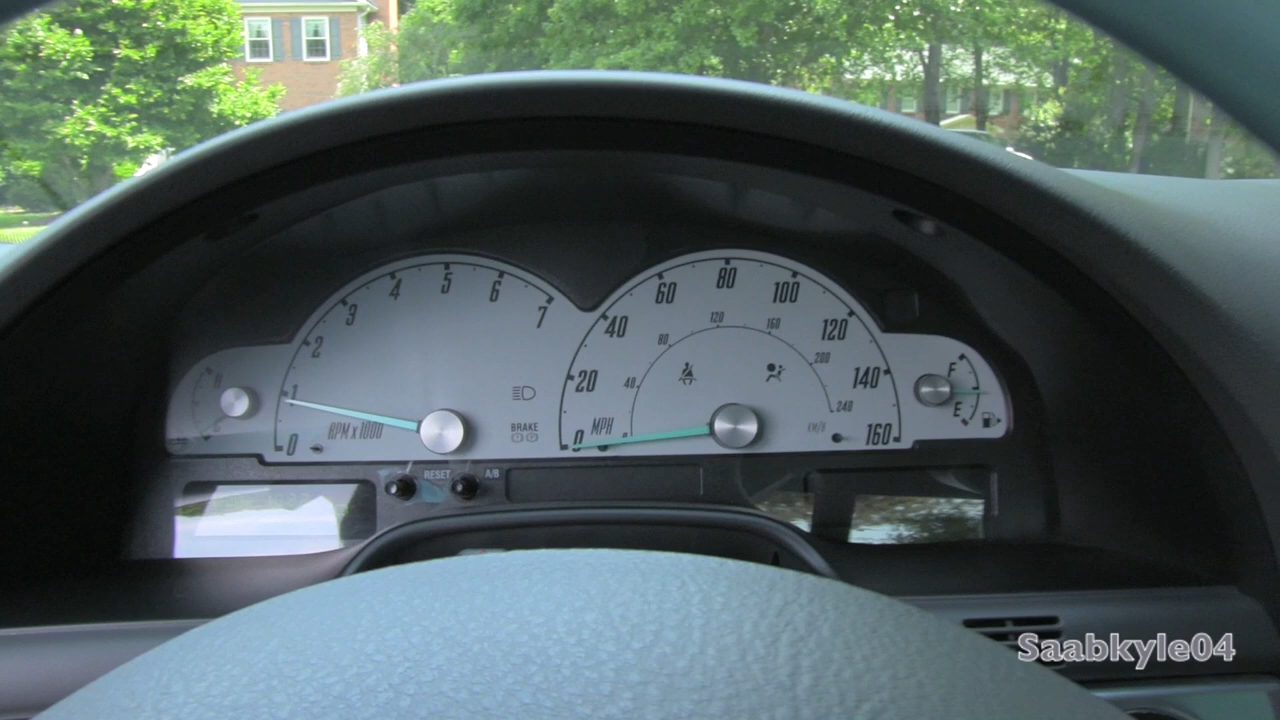 0 1 2 3 4 5 6 7
RPM x 1000
BRAKE
0 20 40 60 80 100 120 140 160
MPH
40 80 120 160 200 240
KM/H
H
F
E
RESET A/B
Saabkyle04